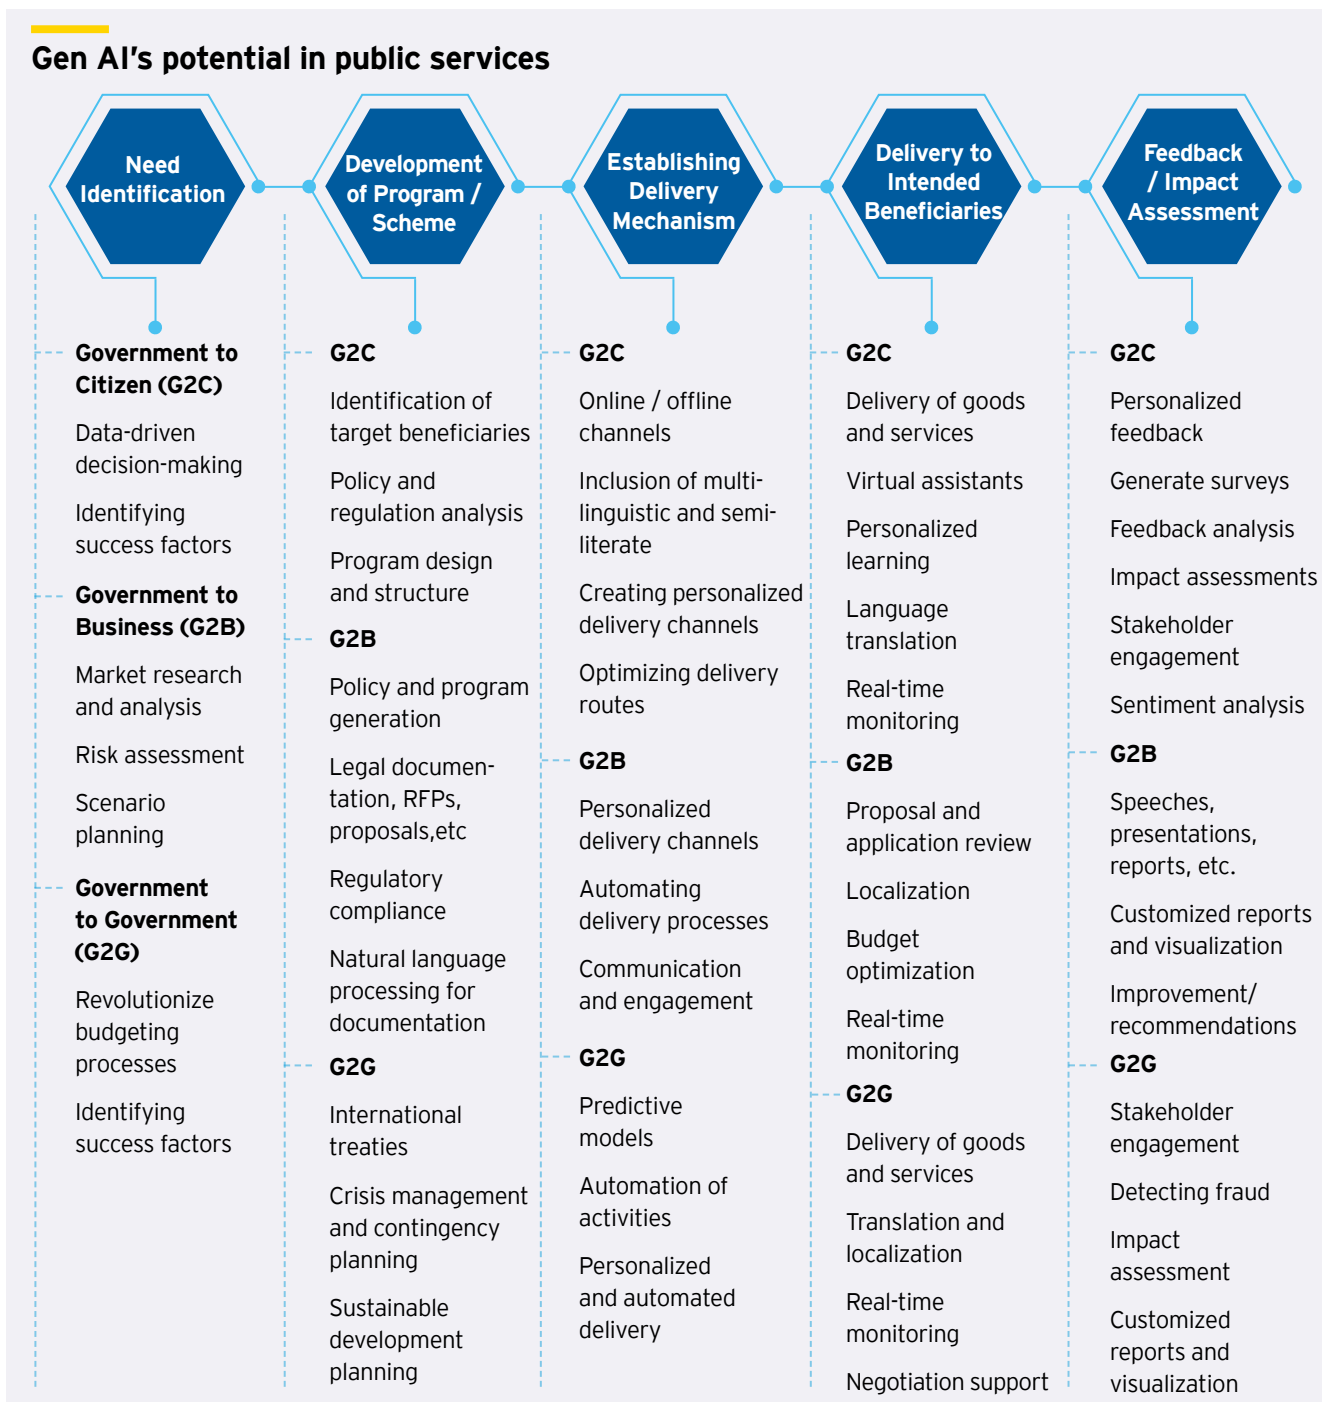 Gen AI's potential in public services
Need
Identification
Development
of Program /
Scheme
Establishing
Delivery
Mechanism
Delivery to
Intended
Beneficiaries
Feedback
/ Impact
Assessment
Government to
Citizen (G2C)
Data-driven
decision-making
Identifying
success factors
Government to
Business (G2B)
Market research
and analysis
Risk assessment
Scenario
planning
Government
to Government
(G2G)
Revolutionize
budgeting
processes
Identifying
success factors
G2C
Identification of
target beneficiaries
Policy and
regulation analysis
Program design
and structure
G2B
Policy and program
generation
Legal documen-
tation, RFPs,
proposals,etc
Regulatory
compliance
Natural language
processing for
documentation
G2G
International
treaties
Crisis management
and contingency
planning
Sustainable
development
planning
G2C
Online / offline
channels
Inclusion of multi-
linguistic and semi-
literate
Creating personalized
delivery channels
Optimizing delivery
routes
G2B
Personalized
delivery channels
Automating
delivery processes
Communication
and engagement
G2G
Predictive
models
Automation of
activities
Personalized
and automated
delivery
G2C
Delivery of goods
and services
Virtual assistants
Personalized
learning
Language
translation
Real-time
monitoring
G2B
Proposal and
application review
Localization
Budget
optimization
Real-time
monitoring
G2G
Delivery of goods
and services
Translation and
localization
Real-time
monitoring
Negotiation support
G2C
Personalized
feedback
Generate surveys
Feedback analysis
Impact assessments
Stakeholder
engagement
Sentiment analysis
G2B
Speeches,
presentations,
reports, etc.
Customized reports
and visualization
Improvement/
recommendations
G2G
Stakeholder
engagement
Detecting fraud
Impact
assessment
Customized
reports and
visualization